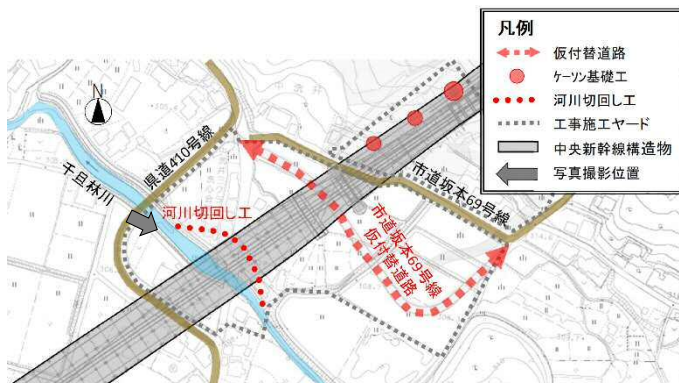 凡例
仮付替道路
ケーソン基礎工
河川切回し工
工事施工ヤード
中央新幹線構造物
写真撮影位置
N
県道410号線
千旦林川
河川切回し工
市道坂本69号線
市道坂本69号線
仮付替道路